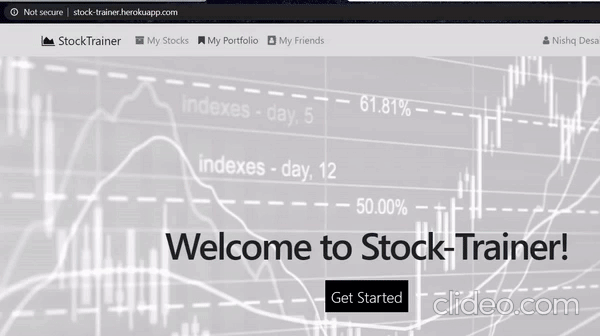 Not secure | stock-trainer.herokuapp.com
StockTrainer My Stocks My Portfolio My Friends Nishq Desa
indexes - day, 5
61.81%
indexes - day, 12
50.00%
Welcome to Stock-Trainer!
Get Started
clideo.com